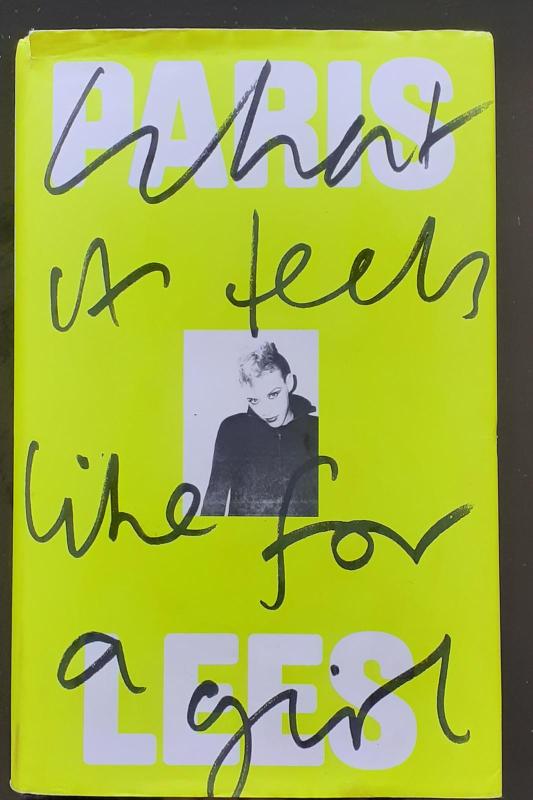 PARIS
What
it feels
like for
a girl
LEES